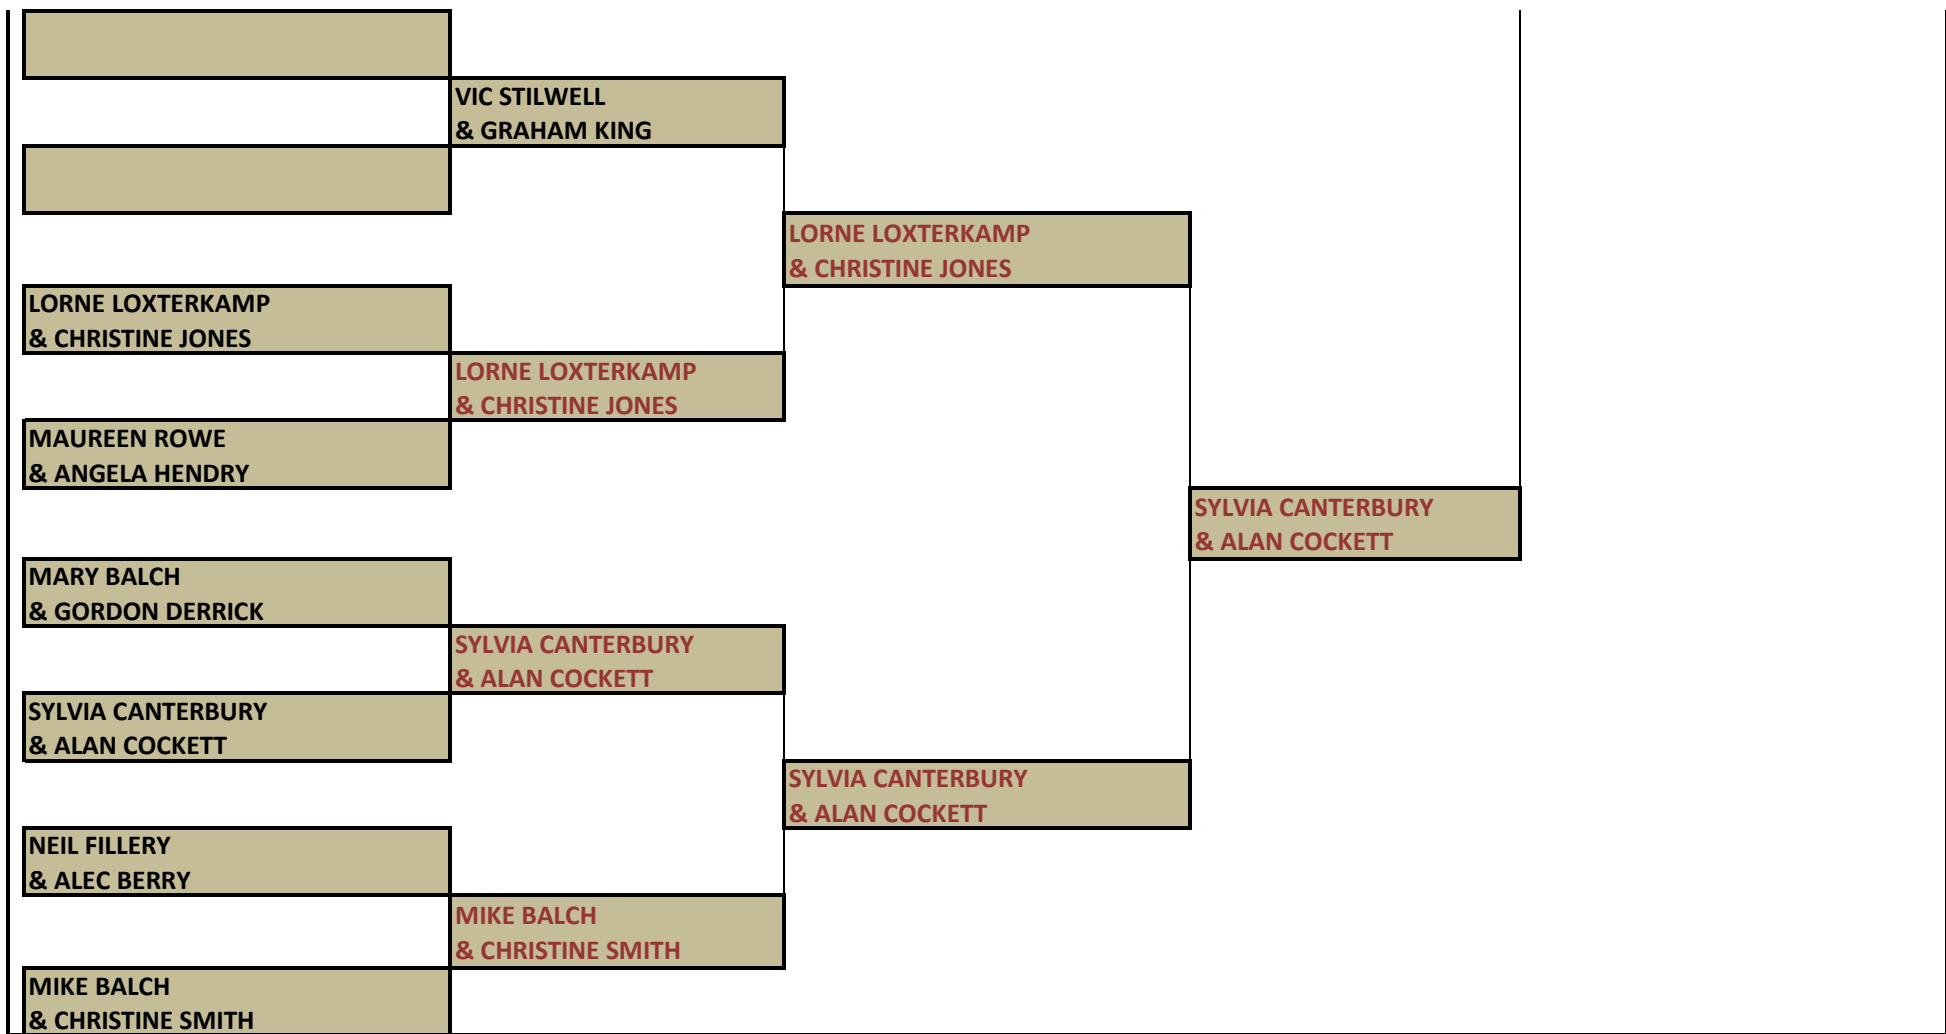 VIC STILWELL
& GRAHAM KING
LORNE LOXTERKAMP
& CHRISTINE JONES
LORNE LOXTERKAMP
& CHRISTINE JONES
LORNE LOXTERKAMP
& CHRISTINE JONES
MAUREEN ROWE
& ANGELA HENDRY
SYLVIA CANTERBURY
& ALAN COCKETT
MARY BALCH
& GORDON DERRICK
SYLVIA CANTERBURY
& ALAN COCKETT
SYLVIA CANTERBURY
& ALAN COCKETT
SYLVIA CANTERBURY
& ALAN COCKETT
NEIL FILLERY
& ALEC BERRY
MIKE BALCH
& CHRISTINE SMITH
MIKE BALCH
& CHRISTINE SMITH